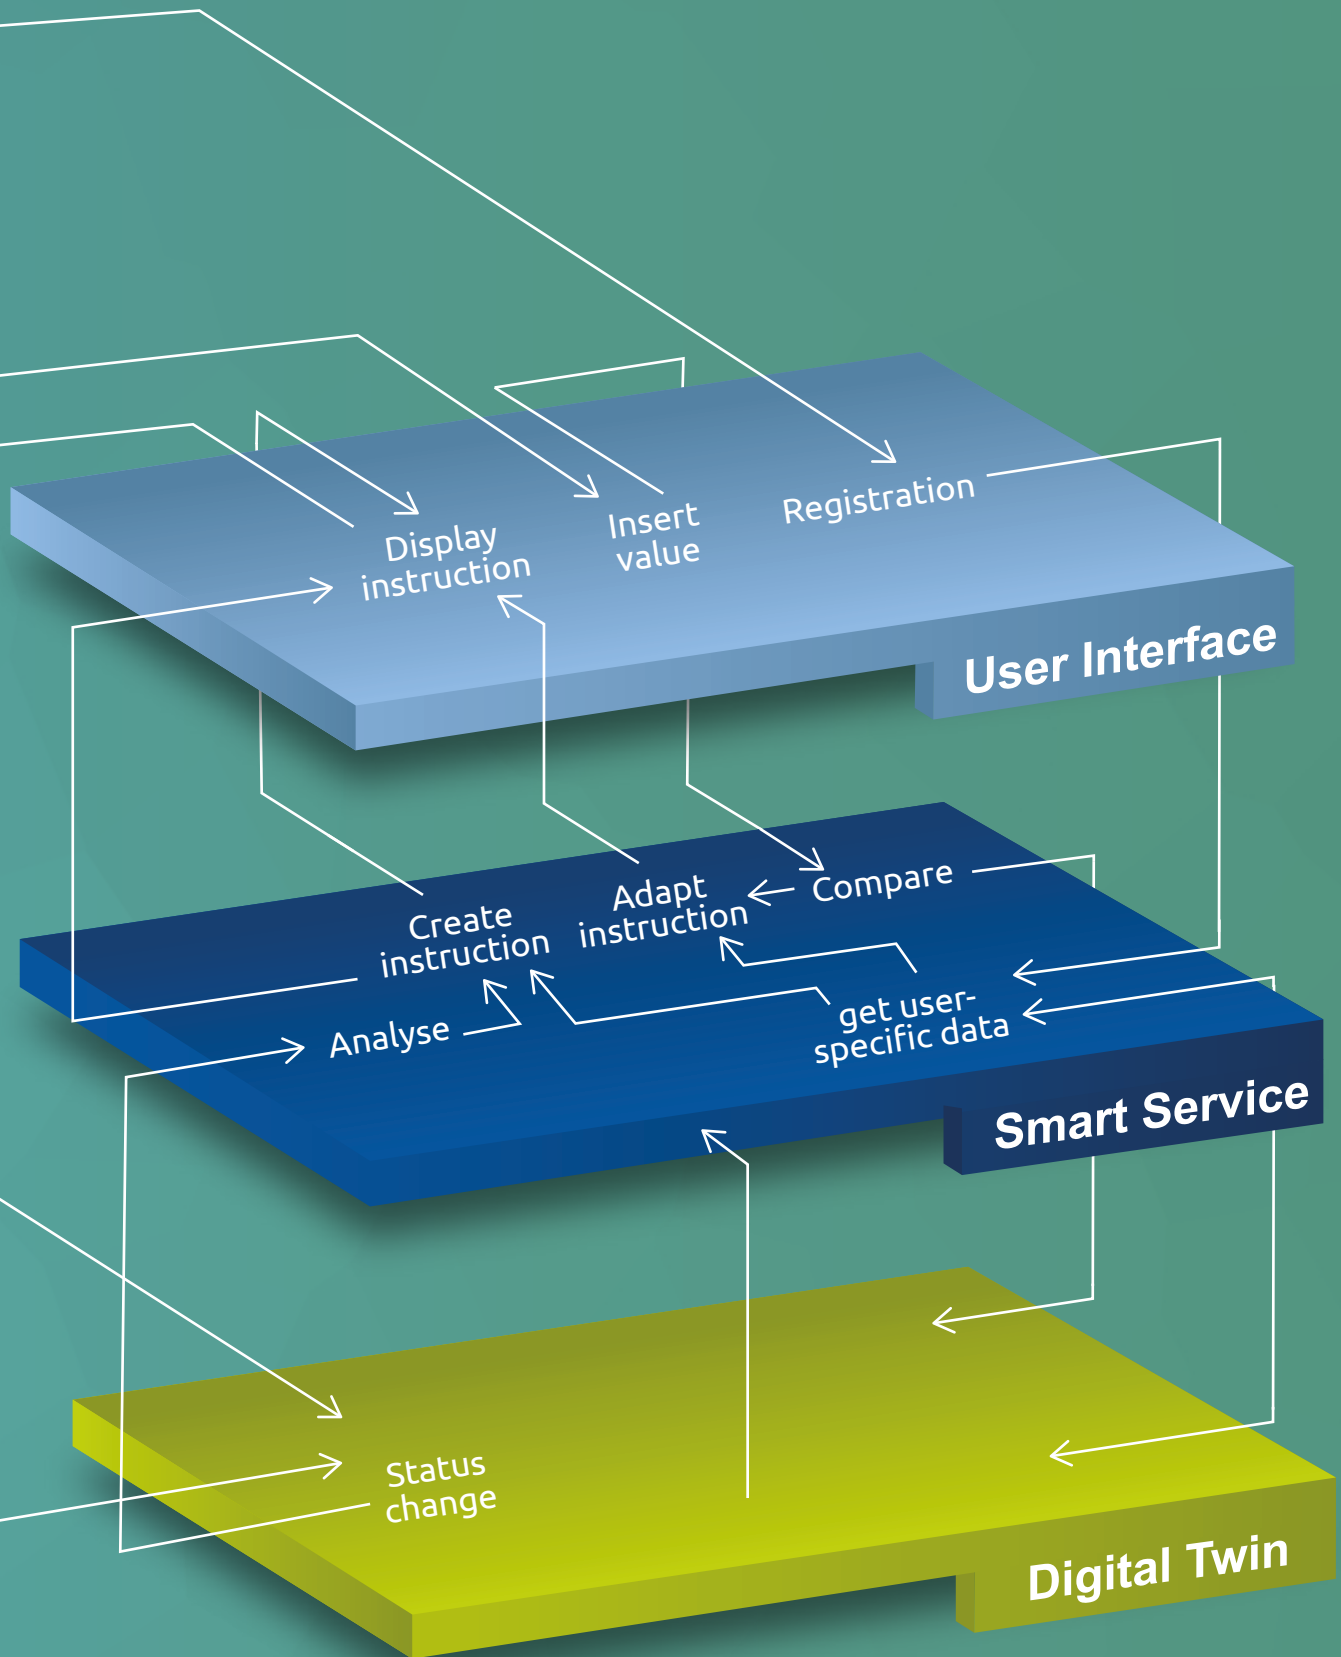 Display
instruction
Insert
value
Registration
User Interface
Create
instruction
Adapt
instruction
Compare
Analyse
get user-
specific data
Smart Service
Status
change
Digital Twin